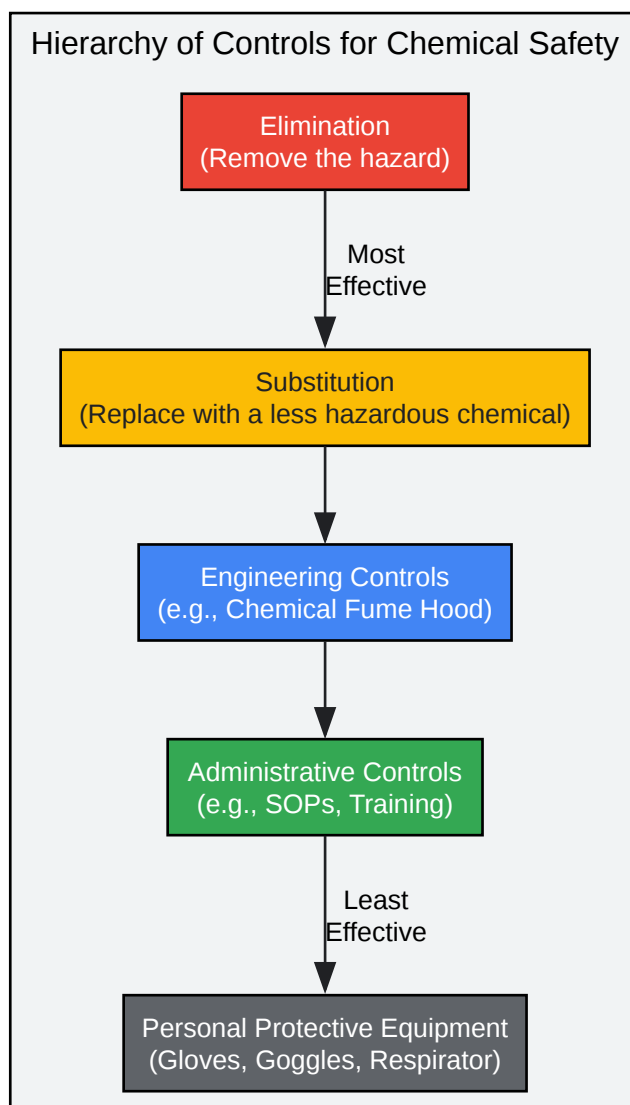 Hierarchy of Controls for Chemical Safety
Elimination
(Remove the hazard)
Most
Effective
Substitution
(Replace with a less hazardous chemical)
Engineering Controls
(e.g., Chemical Fume Hood)
Administrative Controls
(e.g., SOPs, Training)
Least
Effective
Personal Protective Equipment
(Gloves, Goggles, Respirator)